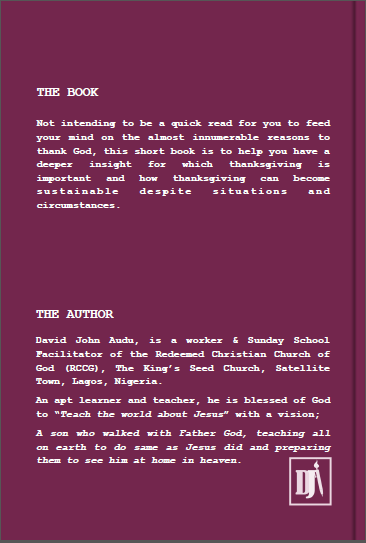 THE BOOK
Not intending to be a quick read for you to feed
your mind on the almost innumerable reasons to
thank God, this short book is to help you have a
deeper insight for which thanksgiving is
important and how thanksgiving can become
sustainable despite situations and
circumstances.
THE AUTHOR
David John Audu, is a worker & Sunday School
Facilitator of the Redeemed Christian Church of
God (RCCG), The King's Seed Church, Satellite
Town, Lagos, Nigeria.
An apt learner and teacher, he is blessed of God
to "Teach the world about Jesus" with a vision;
A son who walked with Father God, teaching all
on earth to do same as Jesus did and preparing
them to see him at home in heaven.